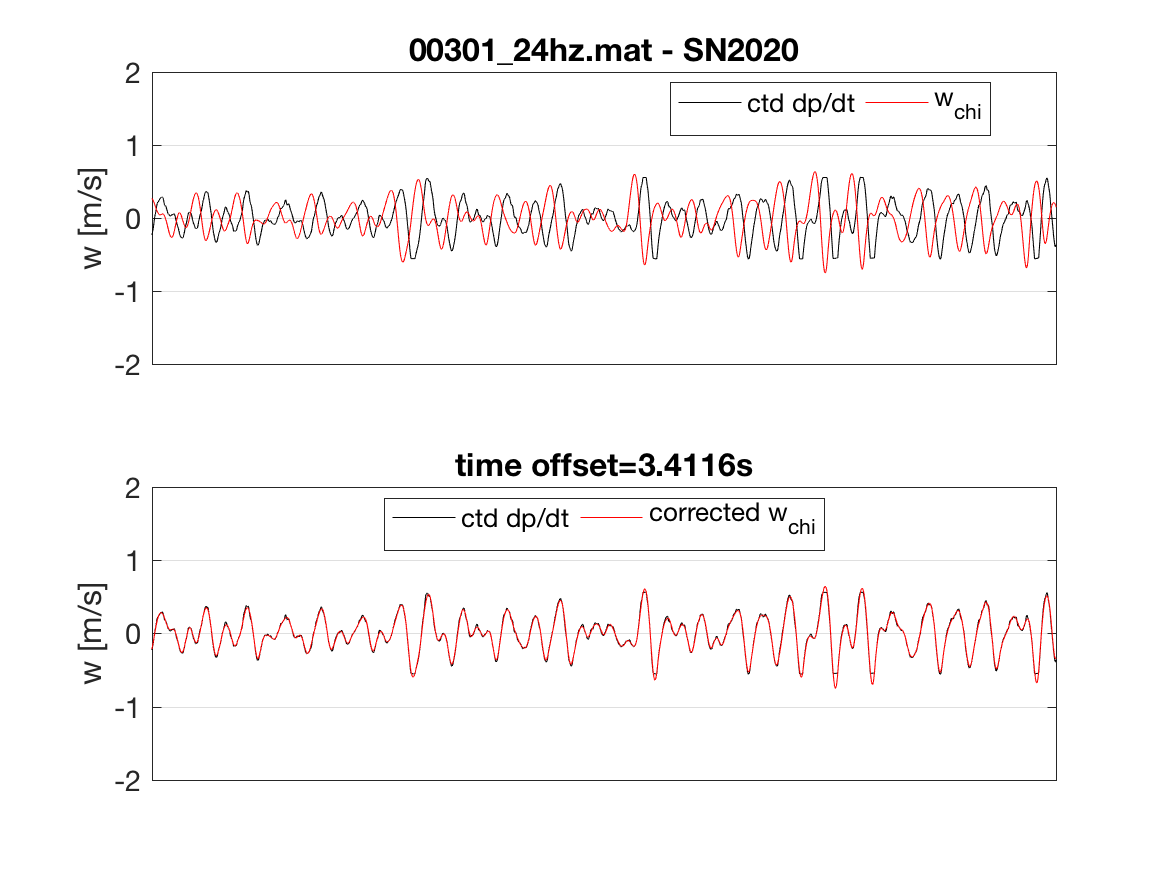 00301_24hz.mat - SN2020
2
ctd dp/dt
w_chi
1
w [m/s]
0
-1
-2
time offset=3.4116s
2
ctd dp/dt
corrected w_chi
1
w [m/s]
0
-1
-2